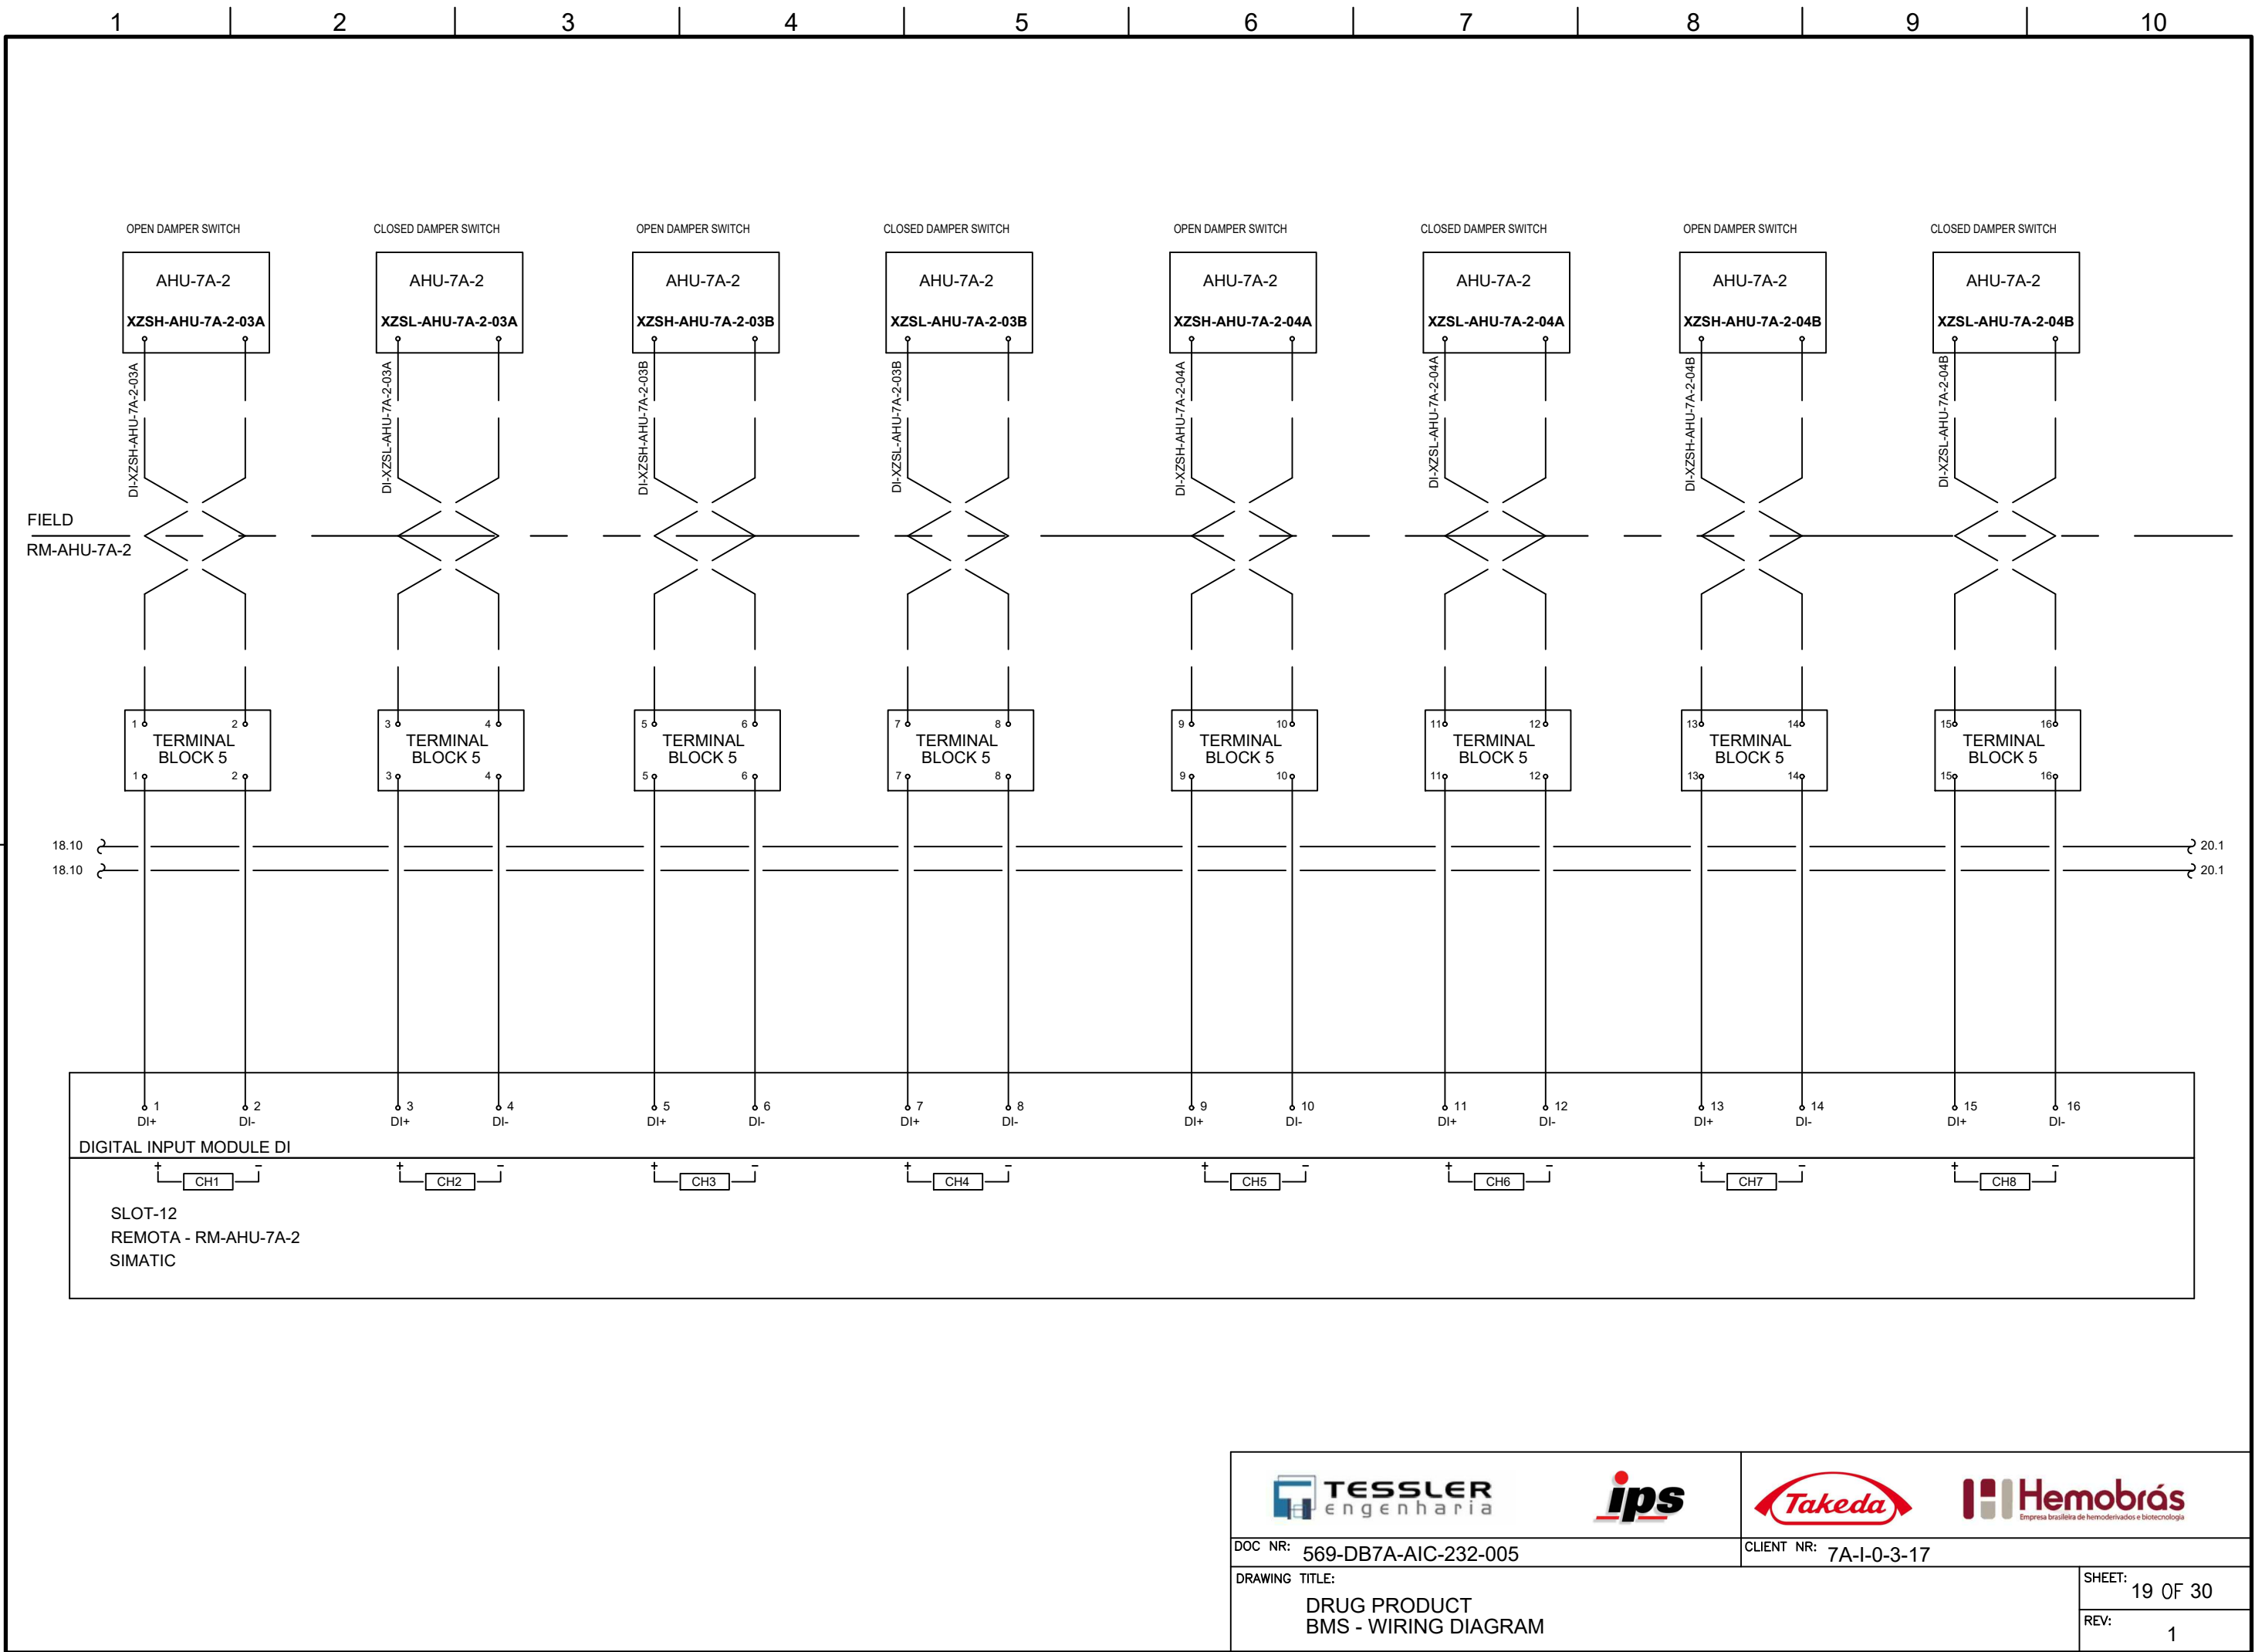 1 2 3 4 5 6 7 8 9 10
OPEN DAMPER SWITCH CLOSED DAMPER SWITCH OPEN DAMPER SWITCH CLOSED DAMPER SWITCH OPEN DAMPER SWITCH CLOSED DAMPER SWITCH OPEN DAMPER SWITCH CLOSED DAMPER SWITCH
AHU-7A-2 AHU-7A-2 AHU-7A-2 AHU-7A-2 AHU-7A-2 AHU-7A-2 AHU-7A-2 AHU-7A-2
XZSH-AHU-7A-2-03A XZSL-AHU-7A-2-03A XZSH-AHU-7A-2-03B XZSL-AHU-7A-2-03B XZSH-AHU-7A-2-04A XZSL-AHU-7A-2-04A XZSH-AHU-7A-2-04B XZSL-AHU-7A-2-04B
DI-XZSH-AHU-7A-2-03A
DI-XZSL-AHU-7A-2-03A
DI-XZSH-AHU-7A-2-03B
DI-XZSL-AHU-7A-2-03B
DI-XZSH-AHU-7A-2-04A
DI-XZSL-AHU-7A-2-04A
DI-XZSH-AHU-7A-2-04B
DI-XZSL-AHU-7A-2-04B
FIELD
RM-AHU-7A-2
1 2 3 4 5 6 7 8 9 10 11 12 13 14 15 16
TERMINAL TERMINAL TERMINAL TERMINAL TERMINAL TERMINAL TERMINAL TERMINAL
BLOCK 5 BLOCK 5 BLOCK 5 BLOCK 5 BLOCK 5 BLOCK 5 BLOCK 5 BLOCK 5
1 2 3 4 5 6 7 8 9 10 11 12 13 14 15 16
18.10 20.1
18.10 20.1
1 2 3 4 5 6 7 8 9 10 11 12 13 14 15 16
DI+ DI- DI+ DI- DI+ DI- DI+ DI- DI+ DI- DI+ DI- DI+ DI- DI+ DI-
DIGITAL INPUT MODULE DI
+ - + - + - + - + - + - + - + -
CH1 CH2 CH3 CH4 CH5 CH6 CH7 CH8
SLOT-12
REMOTA - RM-AHU-7A-2
SIMATIC
TESSLER
engenharia
ips
Takeda
Hemobrás
Empresa brasileira de hemoderivados e biotecnologia
DOC NR: 569-DB7A-AIC-232-005
CLIENT NR: 7A-I-0-3-17
DRAWING TITLE:
DRUG PRODUCT
BMS - WIRING DIAGRAM
SHEET: 19 OF 30
REV: 1